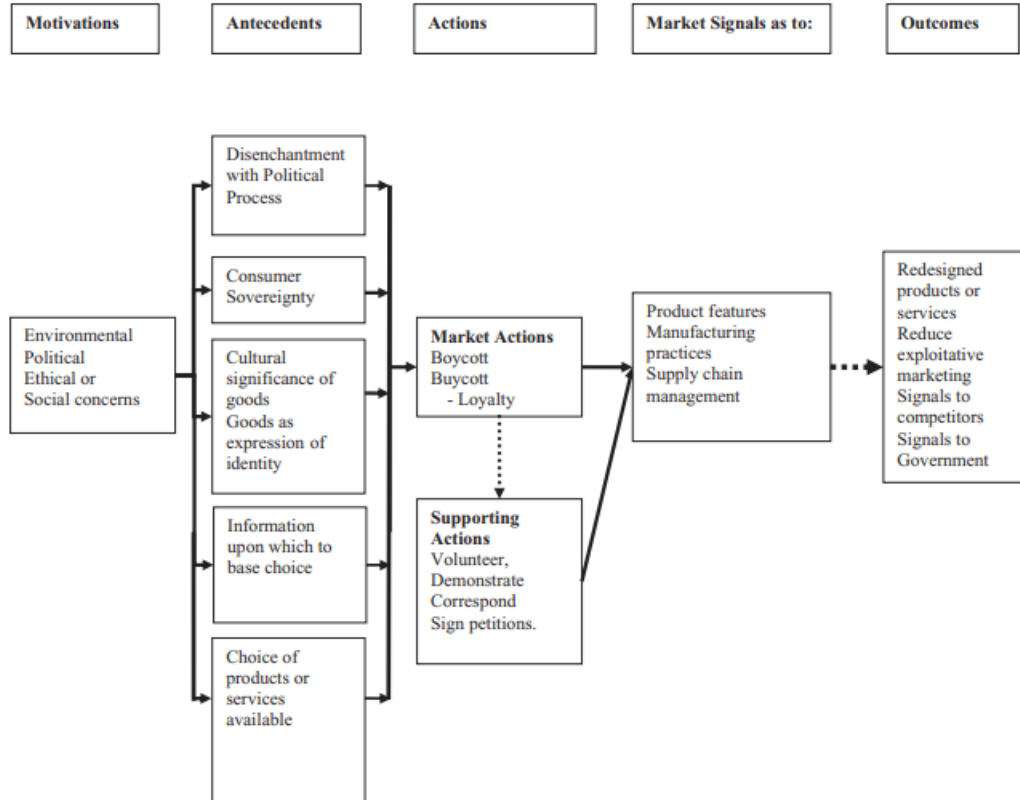 Motivations
Antecedents
Actions
Market Signals as to:
Outcomes
Environmental
Political
Ethical or
Social concerns
Disenchantment
with Political
Process
Consumer
Sovereignty
Cultural
significance of
goods
Goods as
expression of
identity
Information
upon which to
base choice
Choice of
products or
services
available
Market Actions
Boycott
Buycott
- Loyalty
Supporting
Actions
Volunteer,
Demonstrate
Correspond
Sign petitions.
Product features
Manufacturing
practices
Supply chain
management
Redesigned
products or
services
Reduce
exploitative
marketing
Signals to
competitors
Signals to
Government